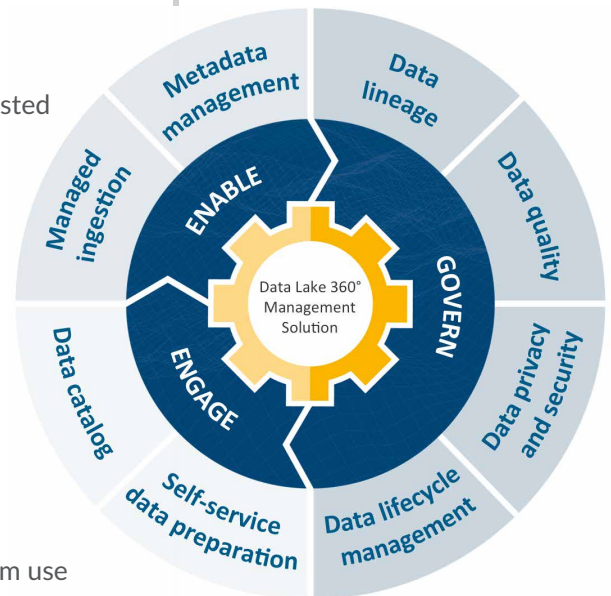 Metadata
management
Data
lineage
sted
Managed
ingestion
ENABLE
Data quality
Data Lake 360°
Management
Solution
GOVERN
Data catalog
ENGAGE
Data privacy
and security
Self-service
data preparation
Data lifecycle
management
m use